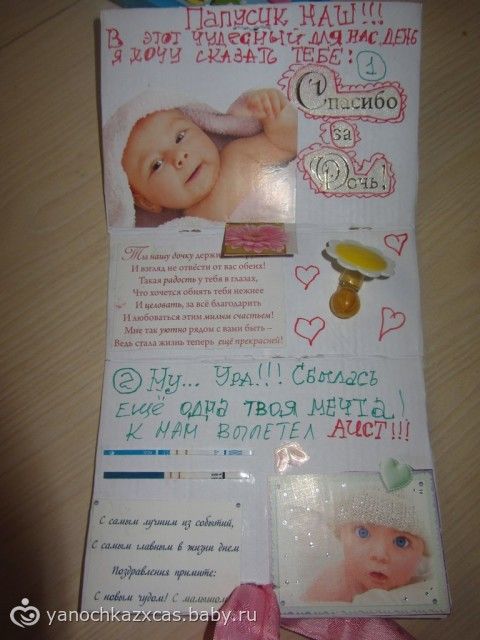 Папусик наш!!!
В этот чудесный для нас день
я хочу сказать тебе:
1
Спасибо
за
дочь!
Ты нашу дочку держи
И взгляд не отвести от вас обеих!
Такая радость у тебя в глазах,
Что хочется обнять тебя нежнее
И целовать, за всё благодарить
И любоваться этим милым счастьем!
Мне так уютно рядом с вами быть –
Ведь стала жизнь теперь ещё прекрасней!
2 Ну... Ура!!! Сбылась
ещё одна твоя мечта!
К нам вылетел Аист!!!
С самым лучшим из событий,
С самым главным в жизни днем
Поздравления примите:
С новым чудом! С малышом
yanochkazxcas.baby.ru